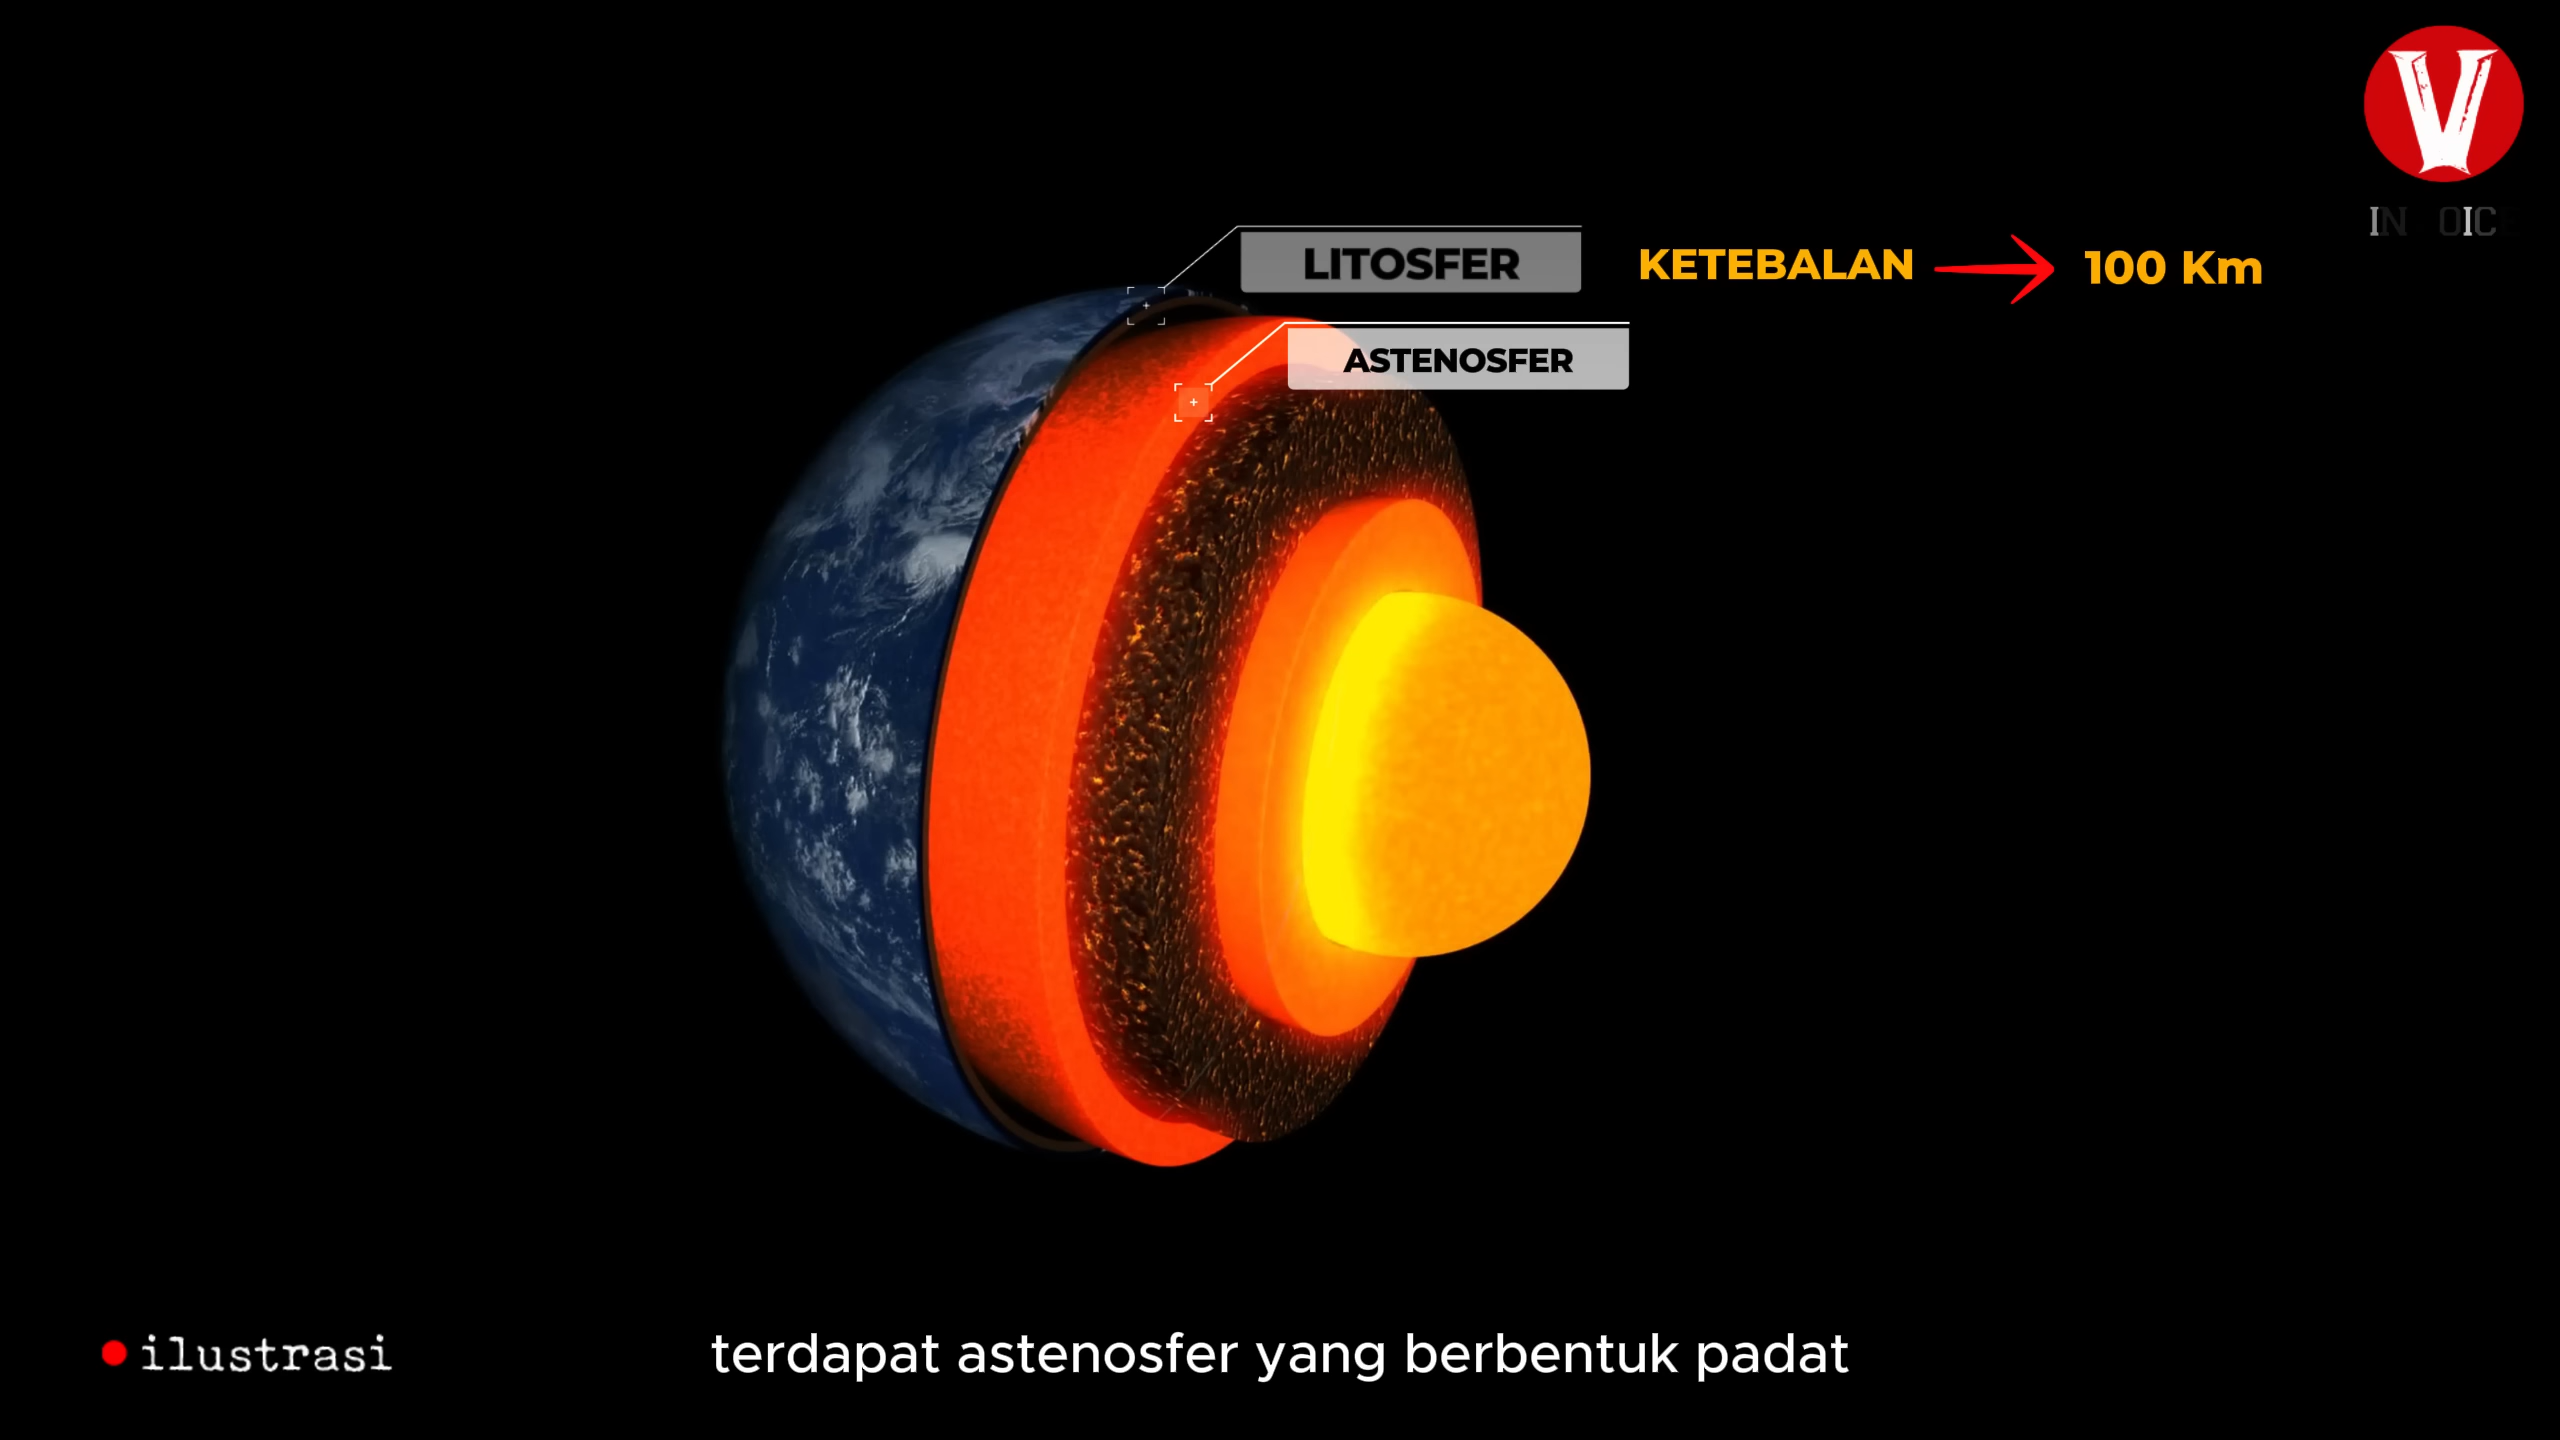 V
LITOSFER KETEBALAN 100 Km
ASTENOSFER
ilustrasi
terdapat astenosfer yang berbentuk padat